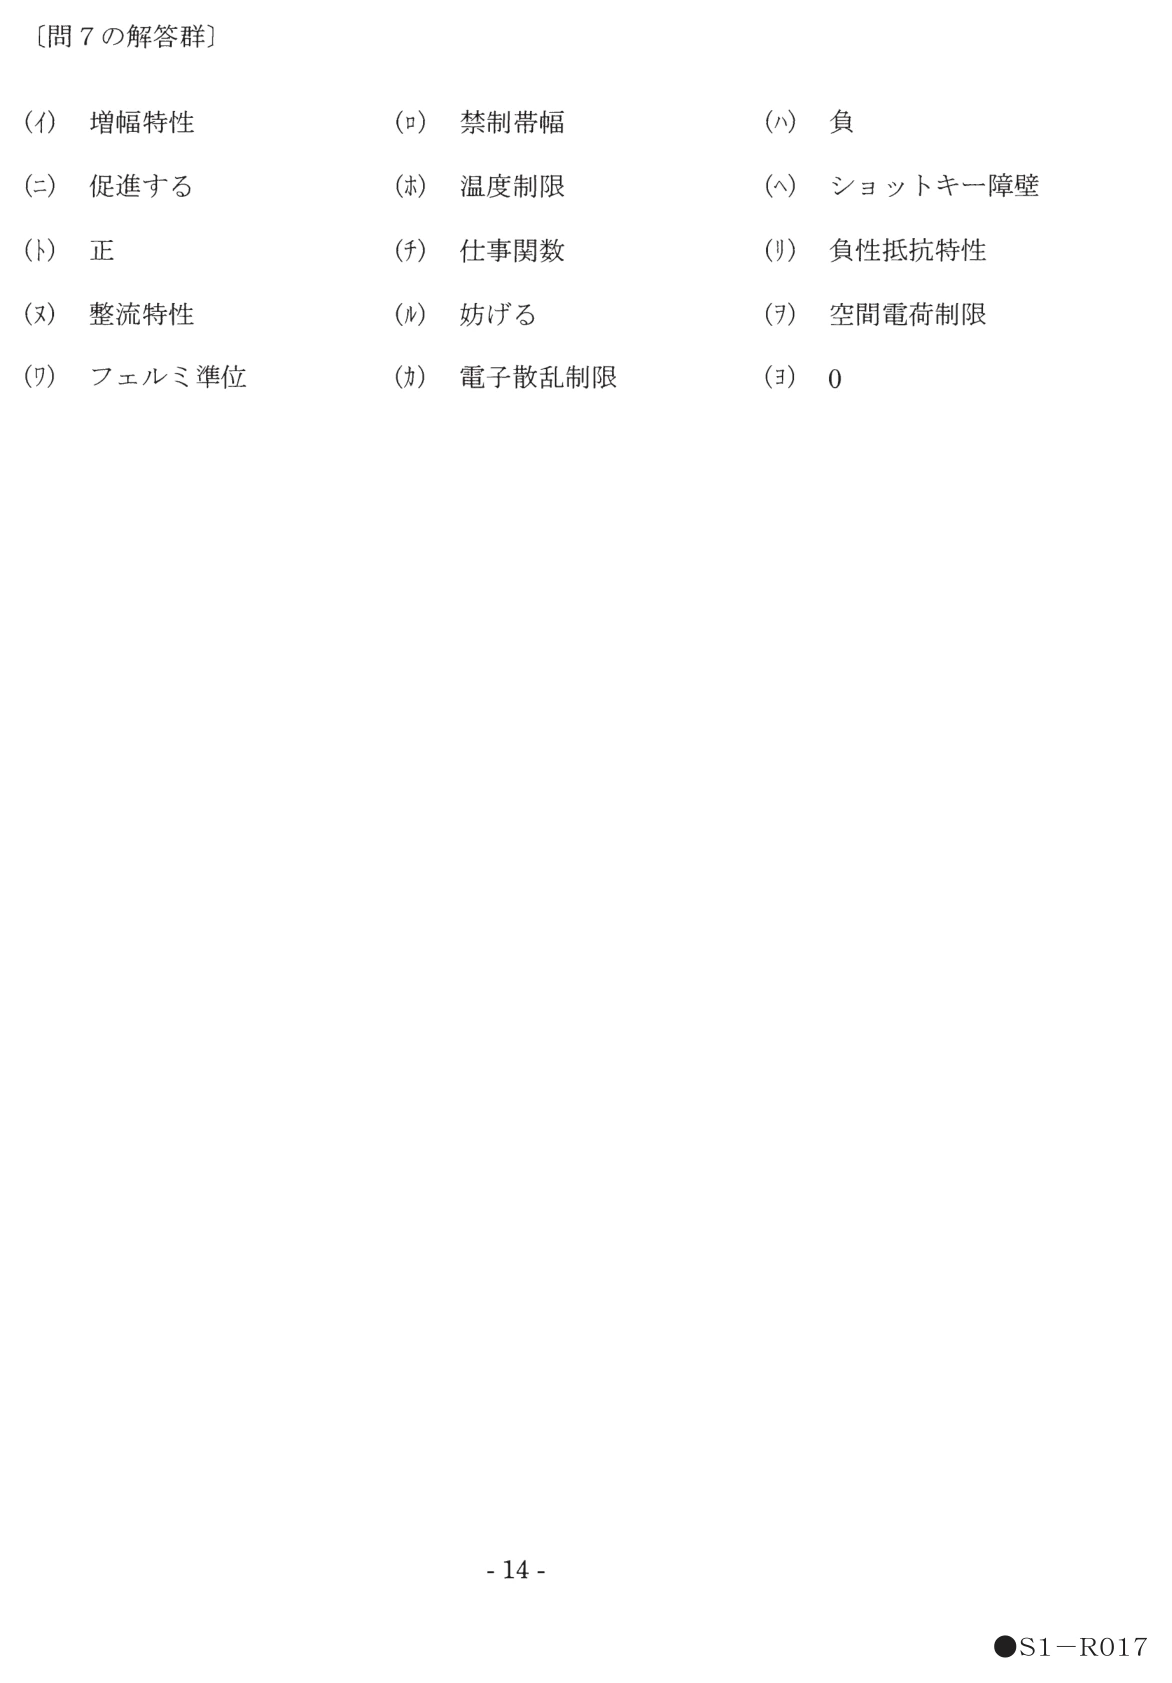 〔問７の解答群〕
(ｲ) 増幅特性 (ﾛ) 禁制帯幅 (ﾊ) 負
(ﾆ) 促進する (ﾎ) 温度制限 (ﾍ) ショットキー障壁
(ﾄ) 正 (ﾁ) 仕事関数 (ﾘ) 負性抵抗特性
(ﾇ) 整流特性 (ﾙ) 妨げる (ｦ) 空間電荷制限
(ﾜ) フェルミ準位 (ｶ) 電子散乱制限 (ﾖ) 0
- 14 -
●S1－R017